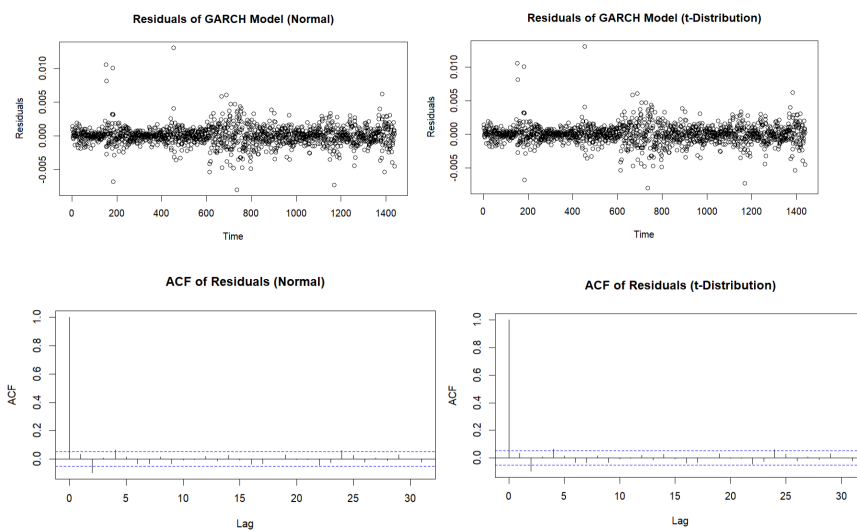 Residuals of GARCH Model (Normal)
Residuals
0.010
0.005
0.000
-0.005
0 200 400 600 800 1000 1200 1400
Time
Residuals of GARCH Model (t-Distribution)
Residuals
0.010
0.005
0.000
-0.005
0 200 400 600 800 1000 1200 1400
Time
ACF of Residuals (Normal)
ACF
1.0
0.8
0.6
0.4
0.2
0.0
0 5 10 15 20 25 30
Lag
ACF of Residuals (t-Distribution)
ACF
1.0
0.8
0.6
0.4
0.2
0.0
0 5 10 15 20 25 30
Lag